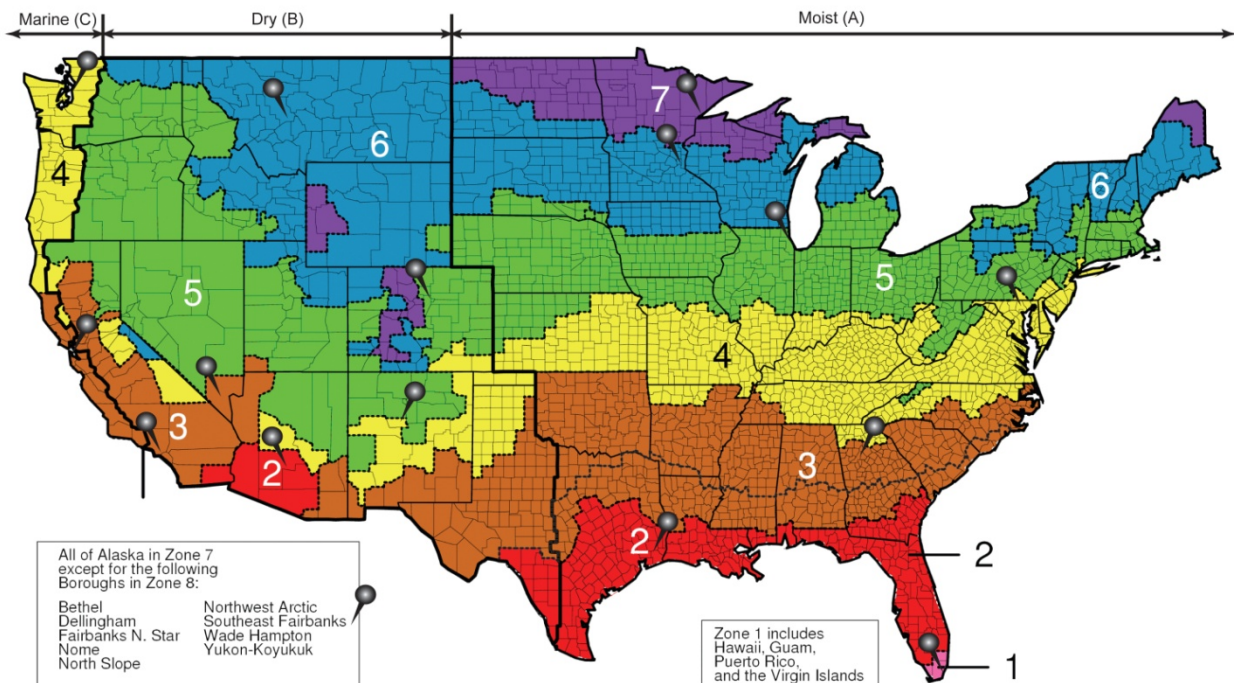 Marine (C)
Dry (B)
Moist (A)
7
6
4
6
5
5
4
3
3
2
2
2
1
All of Alaska in Zone 7
except for the following
Boroughs in Zone 8:
Bethel
Dellingham
Fairbanks N. Star
Nome
North Slope
Northwest Arctic
Southeast Fairbanks
Wade Hampton
Yukon-Koyukuk
Zone 1 includes
Hawaii, Guam,
Puerto Rico,
and the Virgin Islands